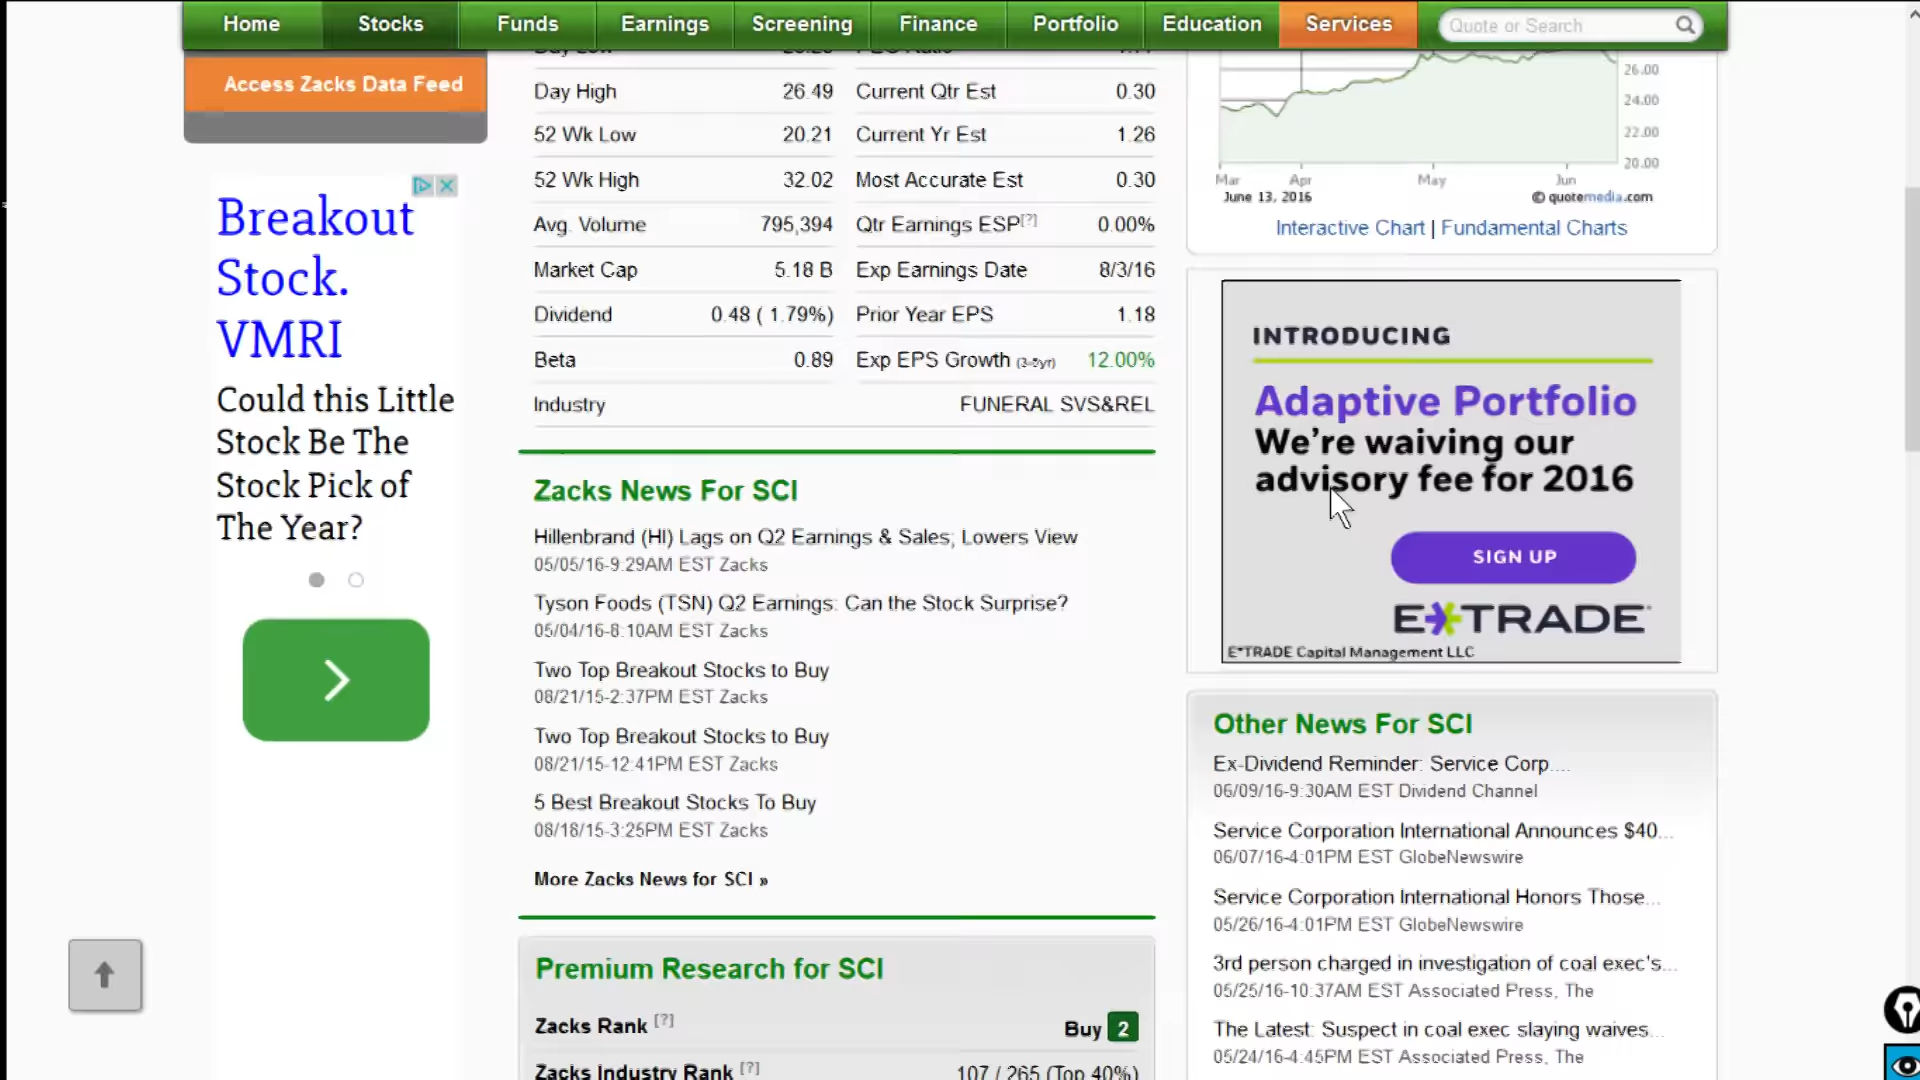 Home Stocks Funds Earnings Screening Finance Portfolio Education Services Quote or Search
Access Zacks Data Feed
Breakout
Stock.
VMRI
Could this Little
Stock Be The
Stock Pick of
The Year?
Day High 26.49
52 Wk Low 20.21
52 Wk High 32.02
Avg. Volume 795,394
Market Cap 5.18 B
Dividend 0.48 ( 1.79%)
Beta 0.89
Current Qtr Est 0.30
Current Yr Est 1.26
Most Accurate Est 0.30
Qtr Earnings ESP[?] 0.00%
Exp Earnings Date 8/3/16
Prior Year EPS 1.18
Exp EPS Growth (3-5yr) 12.00%
Industry FUNERAL SVS&REL
Zacks News For SCI
Hillenbrand (HI) Lags on Q2 Earnings & Sales; Lowers View
05/05/16-9:29AM EST Zacks
Tyson Foods (TSN) Q2 Earnings: Can the Stock Surprise?
05/04/16-8:10AM EST Zacks
Two Top Breakout Stocks to Buy
08/21/15-2:37PM EST Zacks
Two Top Breakout Stocks to Buy
08/21/15-12:41PM EST Zacks
5 Best Breakout Stocks To Buy
08/18/15-3:25PM EST Zacks
More Zacks News for SCI »
Premium Research for SCI
Zacks Rank [?] Buy 2
Zacks Industry Rank [?] 107 / 265 (Top 40%)
26.00
24.00
22.00
20.00
Mar Apr May Jun
June 13, 2016 © quotemedia.com
Interactive Chart | Fundamental Charts
INTRODUCING
Adaptive Portfolio
We're waiving our
advisory fee for 2016
SIGN UP
E*TRADE
E*TRADE Capital Management LLC
Other News For SCI
Ex-Dividend Reminder: Service Corp....
06/09/16-9:30AM EST Dividend Channel
Service Corporation International Announces $40...
06/07/16-4:01PM EST GlobeNewswire
Service Corporation International Honors Those...
05/26/16-4:01PM EST GlobeNewswire
3rd person charged in investigation of coal exec's...
05/25/16-10:37AM EST Associated Press, The
The Latest: Suspect in coal exec slaying waives...
05/24/16-4:45PM EST Associated Press, The